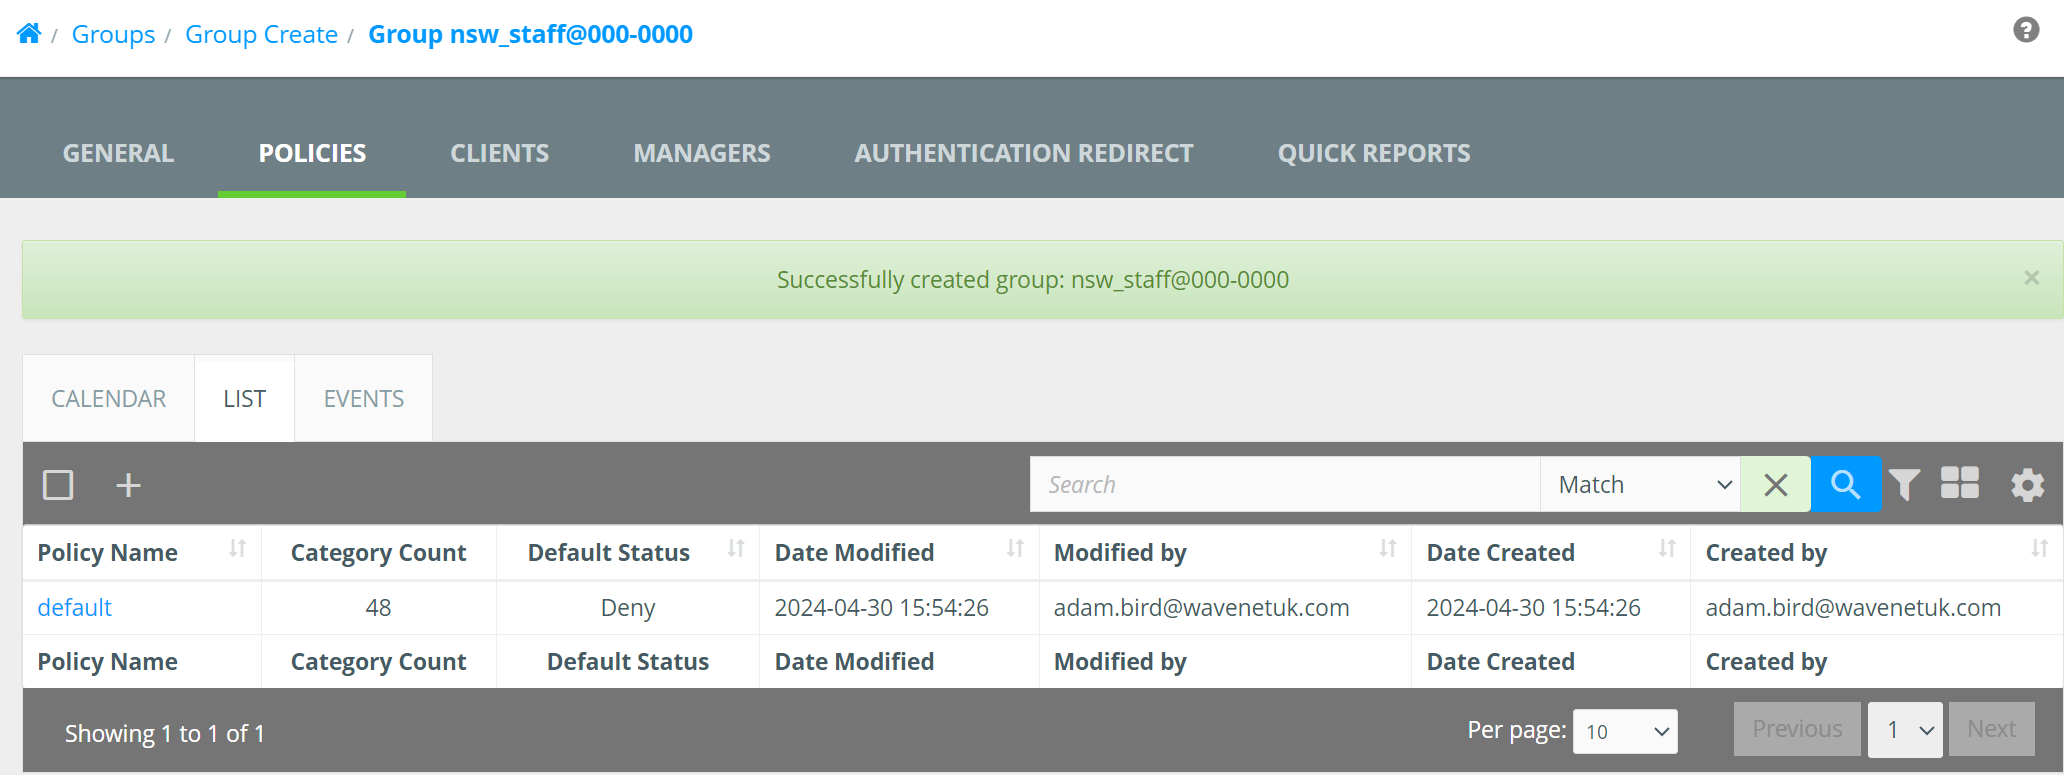 / Groups / Group Create / Group nsw_staff@000-0000
GENERAL POLICIES CLIENTS MANAGERS AUTHENTICATION REDIRECT QUICK REPORTS
Successfully created group: nsw_staff@000-0000 ×
CALENDAR LIST EVENTS
Search Match
Policy Name Category Count Default Status Date Modified Modified by Date Created Created by
default 48 Deny 2024-04-30 15:54:26 adam.bird@wavenetuk.com 2024-04-30 15:54:26 adam.bird@wavenetuk.com
Policy Name Category Count Default Status Date Modified Modified by Date Created Created by
Showing 1 to 1 of 1 Per page: 10 Previous 1 Next